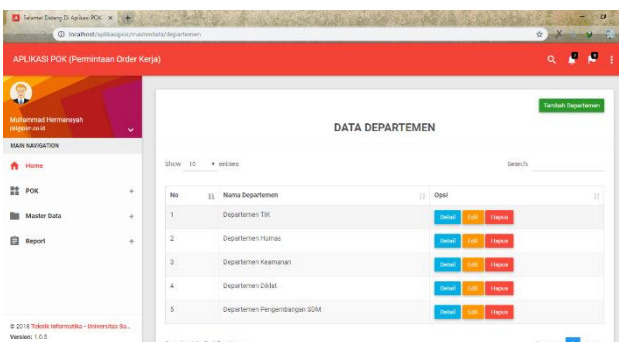 Selamat Datang Di Aplikasi POK
localhost/aplikasipok/masterdata/departemen
APLIKASI POK (Permintaan Order Kerja)
Muhammad Hermansyah
MAIN NAVIGATION
Home
POK
Master Data
Report
Tambah Departemen
DATA DEPARTEMEN
Show 10 entries
Search:
No Nama Departemen Opsi
1 Departemen TIK Detail Edit Hapus
2 Departemen Humas Detail Edit Hapus
3 Departemen Keamanan Detail Edit Hapus
4 Departemen Diklat Detail Edit Hapus
5 Departemen Pengembangan SDM Detail Edit Hapus
© 2018 Teknik Informatika - Universitas Ba...
Version: 1.0.5